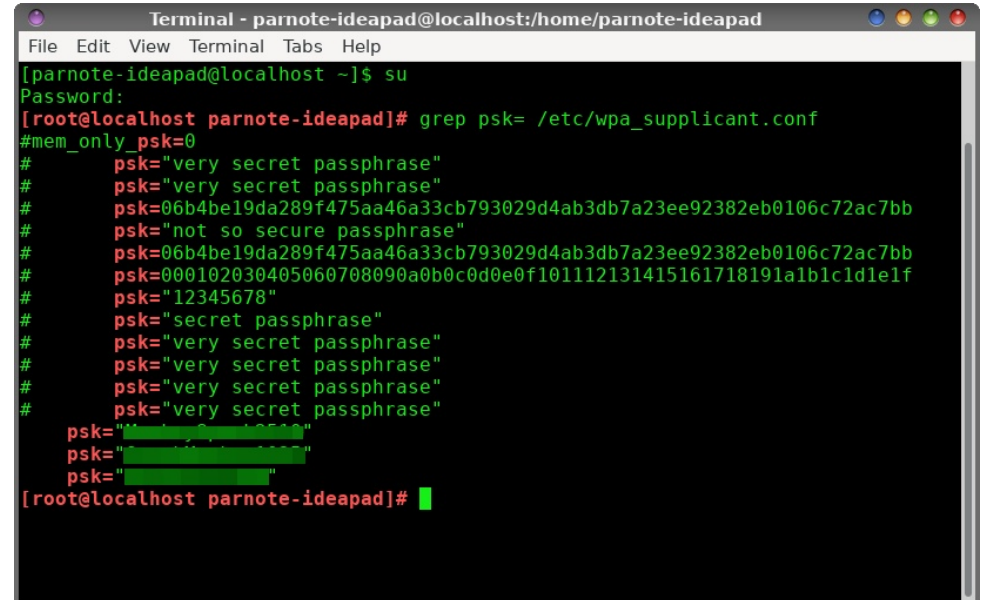 Terminal - parnote-ideapad@localhost:/home/parnote-ideapad
File Edit View Terminal Tabs Help
[parnote-ideapad@localhost ~]$ su
Password:
[root@localhost parnote-ideapad]# grep psk= /etc/wpa_supplicant.conf
#mem_only_psk=0
# psk="very secret passphrase"
# psk="very secret passphrase"
# psk=06b4be19da289f475aa46a33cb793029d4ab3db7a23ee92382eb0106c72ac7bb
# psk="not so secure passphrase"
# psk=06b4be19da289f475aa46a33cb793029d4ab3db7a23ee92382eb0106c72ac7bb
# psk=000102030405060708090a0b0c0d0e0f101112131415161718191a1b1c1d1e1f
# psk="12345678"
# psk="secret passphrase"
# psk="very secret passphrase"
# psk="very secret passphrase"
# psk="very secret passphrase"
# psk="very secret passphrase"
psk=""
psk=""
psk=""
[root@localhost parnote-ideapad]#